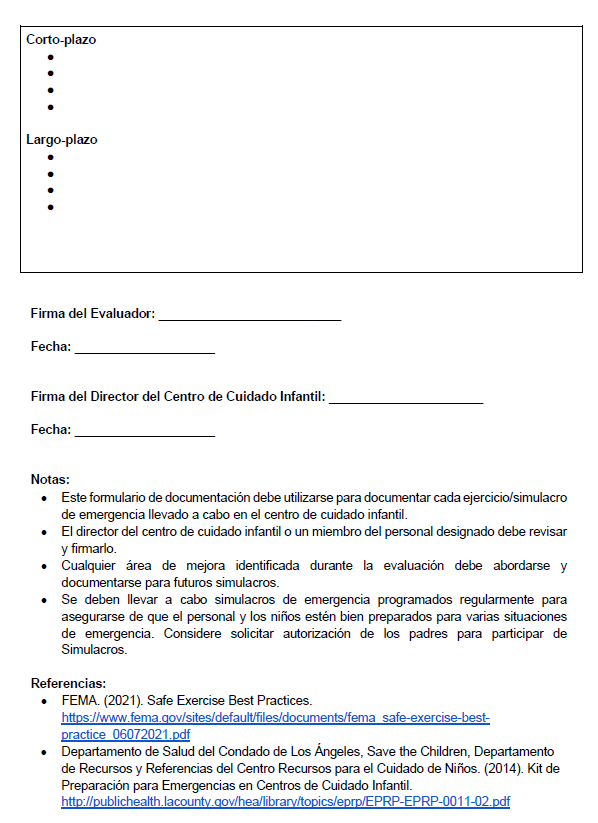 Corto-plazo
•
•
•
•
Largo-plazo
•
•
•
•
Firma del Evaluador: __________________________
Fecha: ____________________
Firma del Director del Centro de Cuidado Infantil: ______________________
Fecha: ____________________
Notas:
• Este formulario de documentación debe utilizarse para documentar cada ejercicio/simulacro
de emergencia llevado a cabo en el centro de cuidado infantil.
• El director del centro de cuidado infantil o un miembro del personal designado debe revisar
y firmarlo.
• Cualquier área de mejora identificada durante la evaluación debe abordarse y
documentarse para futuros simulacros.
• Se deben llevar a cabo simulacros de emergencia programados regularmente para
asegurarse de que el personal y los niños estén bien preparados para varias situaciones
de emergencia. Considere solicitar autorización de los padres para participar de
Simulacros.
Referencias:
• FEMA. (2021). Safe Exercise Best Practices.
https://www.fema.gov/sites/default/files/documents/fema_safe-exercise-best-
practice_06072021.pdf
• Departamento de Salud del Condado de Los Ángeles, Save the Children, Departamento
de Recursos y Referencias del Centro Recursos para el Cuidado de Niños. (2014). Kit de
Preparación para Emergencias en Centros de Cuidado Infantil.
http://publichealth.lacounty.gov/hea/library/topics/eprp/EPRP-EPRP-0011-02.pdf